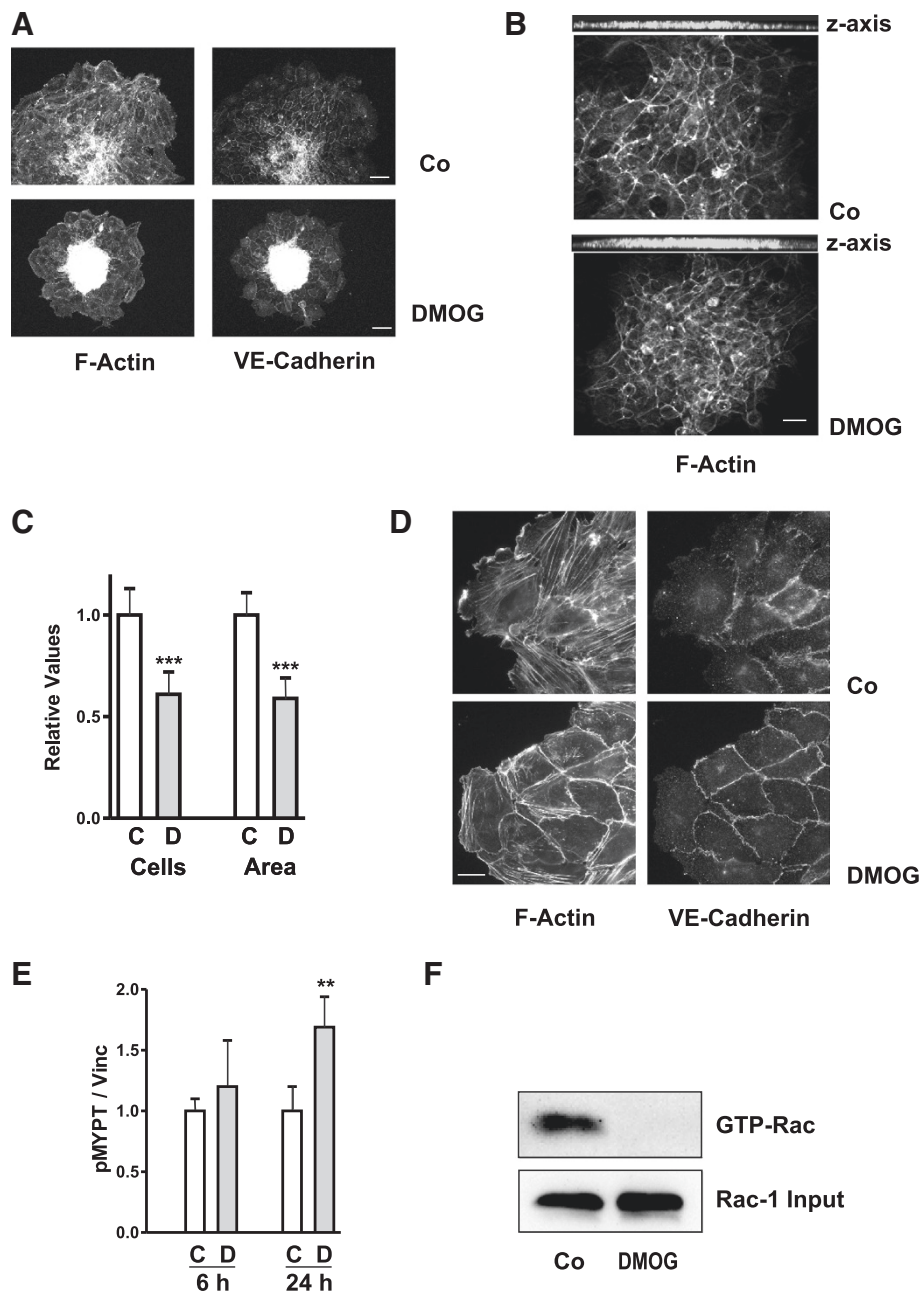 A
Co
DMOG
F-Actin VE-Cadherin
B
z-axis
Co
z-axis
DMOG
F-Actin
C
Relative Values
1.0
0.5
0.0
***
***
C D C D
Cells Area
D
Co
DMOG
F-Actin VE-Cadherin
E
pMYPT / Vinc
2.0
1.5
1.0
0.5
0.0
**
C D C D
6 h 24 h
F
GTP-Rac
Rac-1 Input
Co DMOG